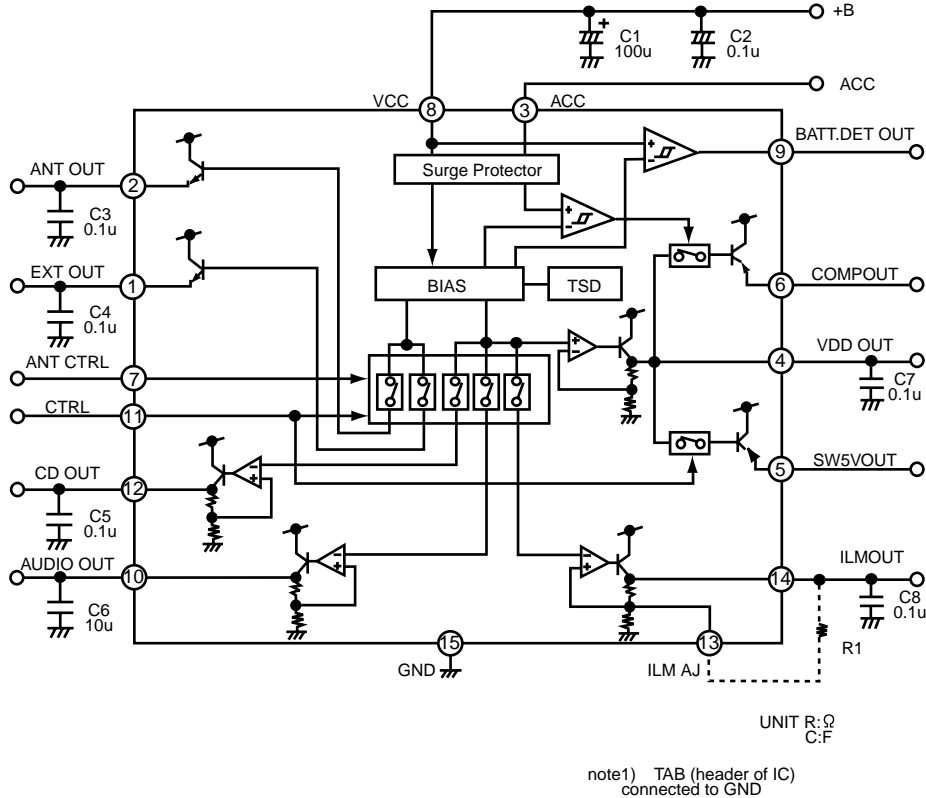 +B
C1
100u
C2
0.1u
ACC
VCC
8
3
ACC
BATT.DET OUT
9
Surge Protector
ANT OUT
2
C3
0.1u
EXT OUT
1
C4
0.1u
BIAS
TSD
COMPOUT
6
ANT CTRL
7
VDD OUT
4
C7
0.1u
CTRL
11
SW5VOUT
5
CD OUT
12
C5
0.1u
AUDIO OUT
10
C6
10u
ILMOUT
14
C8
0.1u
R1
15
GND
13
ILM AJ
UNIT R:Ω
C:F
note1) TAB (header of IC)
connected to GND